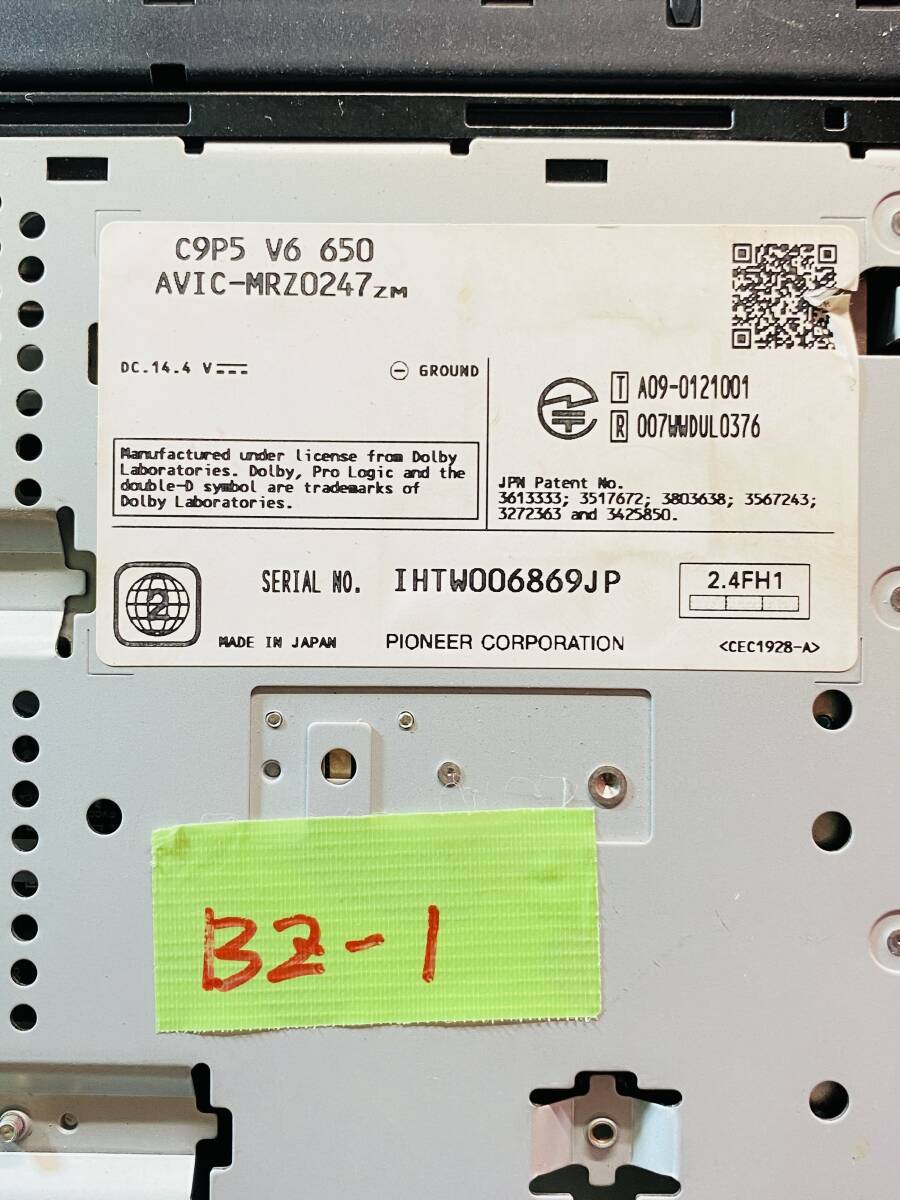 C9P5 V6 650
AVIC-MRZ0247ZM
DC.14.4 V
⊖ GROUND
T A09-0121001
R 007WWDUL0376
Manufactured under license from Dolby
Laboratories. Dolby, Pro Logic and the
double-D symbol are trademarks of
Dolby Laboratories.
JPN Patent No.
3613333; 3517672; 3803638; 3567243;
3272363 and 3425850.
2
SERIAL NO. IHTW006869JP
2.4FH1
MADE IN JAPAN PIONEER CORPORATION <CEC1928-A>
B2-1